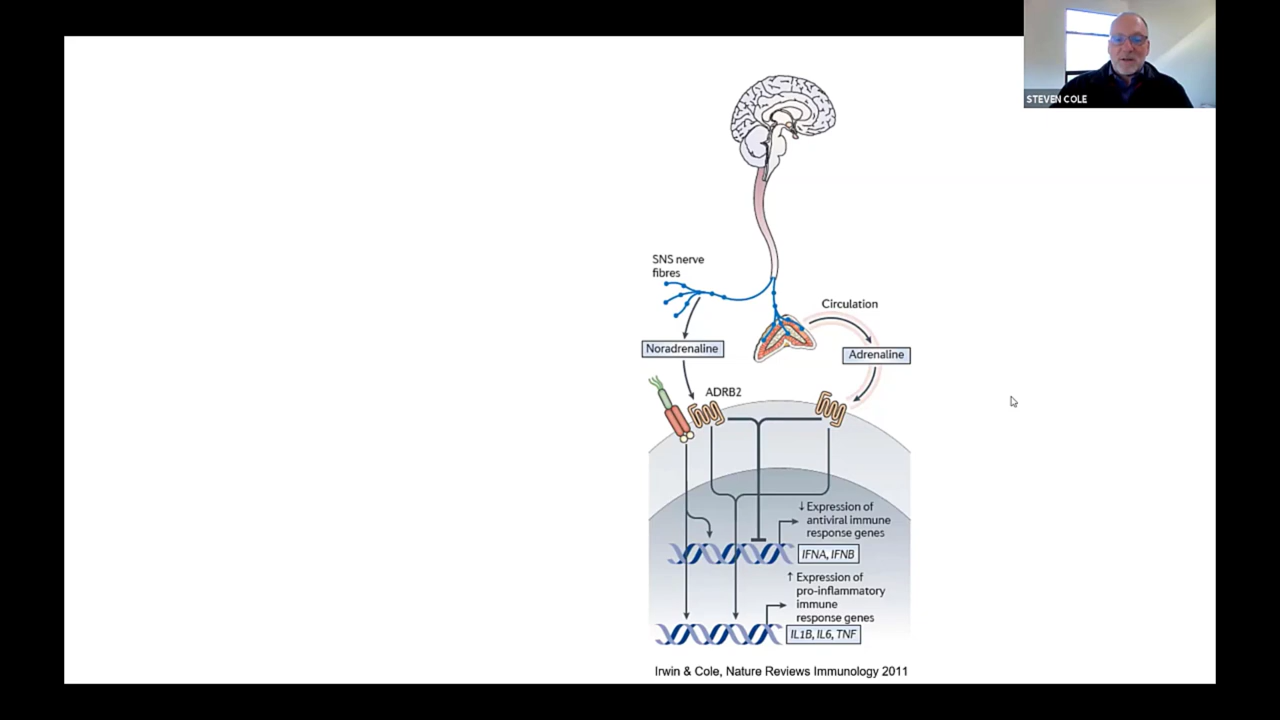 STEVEN COLE
SNS nerve
fibres
Circulation
Noradrenaline
Adrenaline
ADRB2
↓ Expression of
antiviral immune
response genes
IFNA, IFNB
↑ Expression of
pro-inflammatory
immune
response genes
IL1B, IL6, TNF
Irwin & Cole, Nature Reviews Immunology 2011